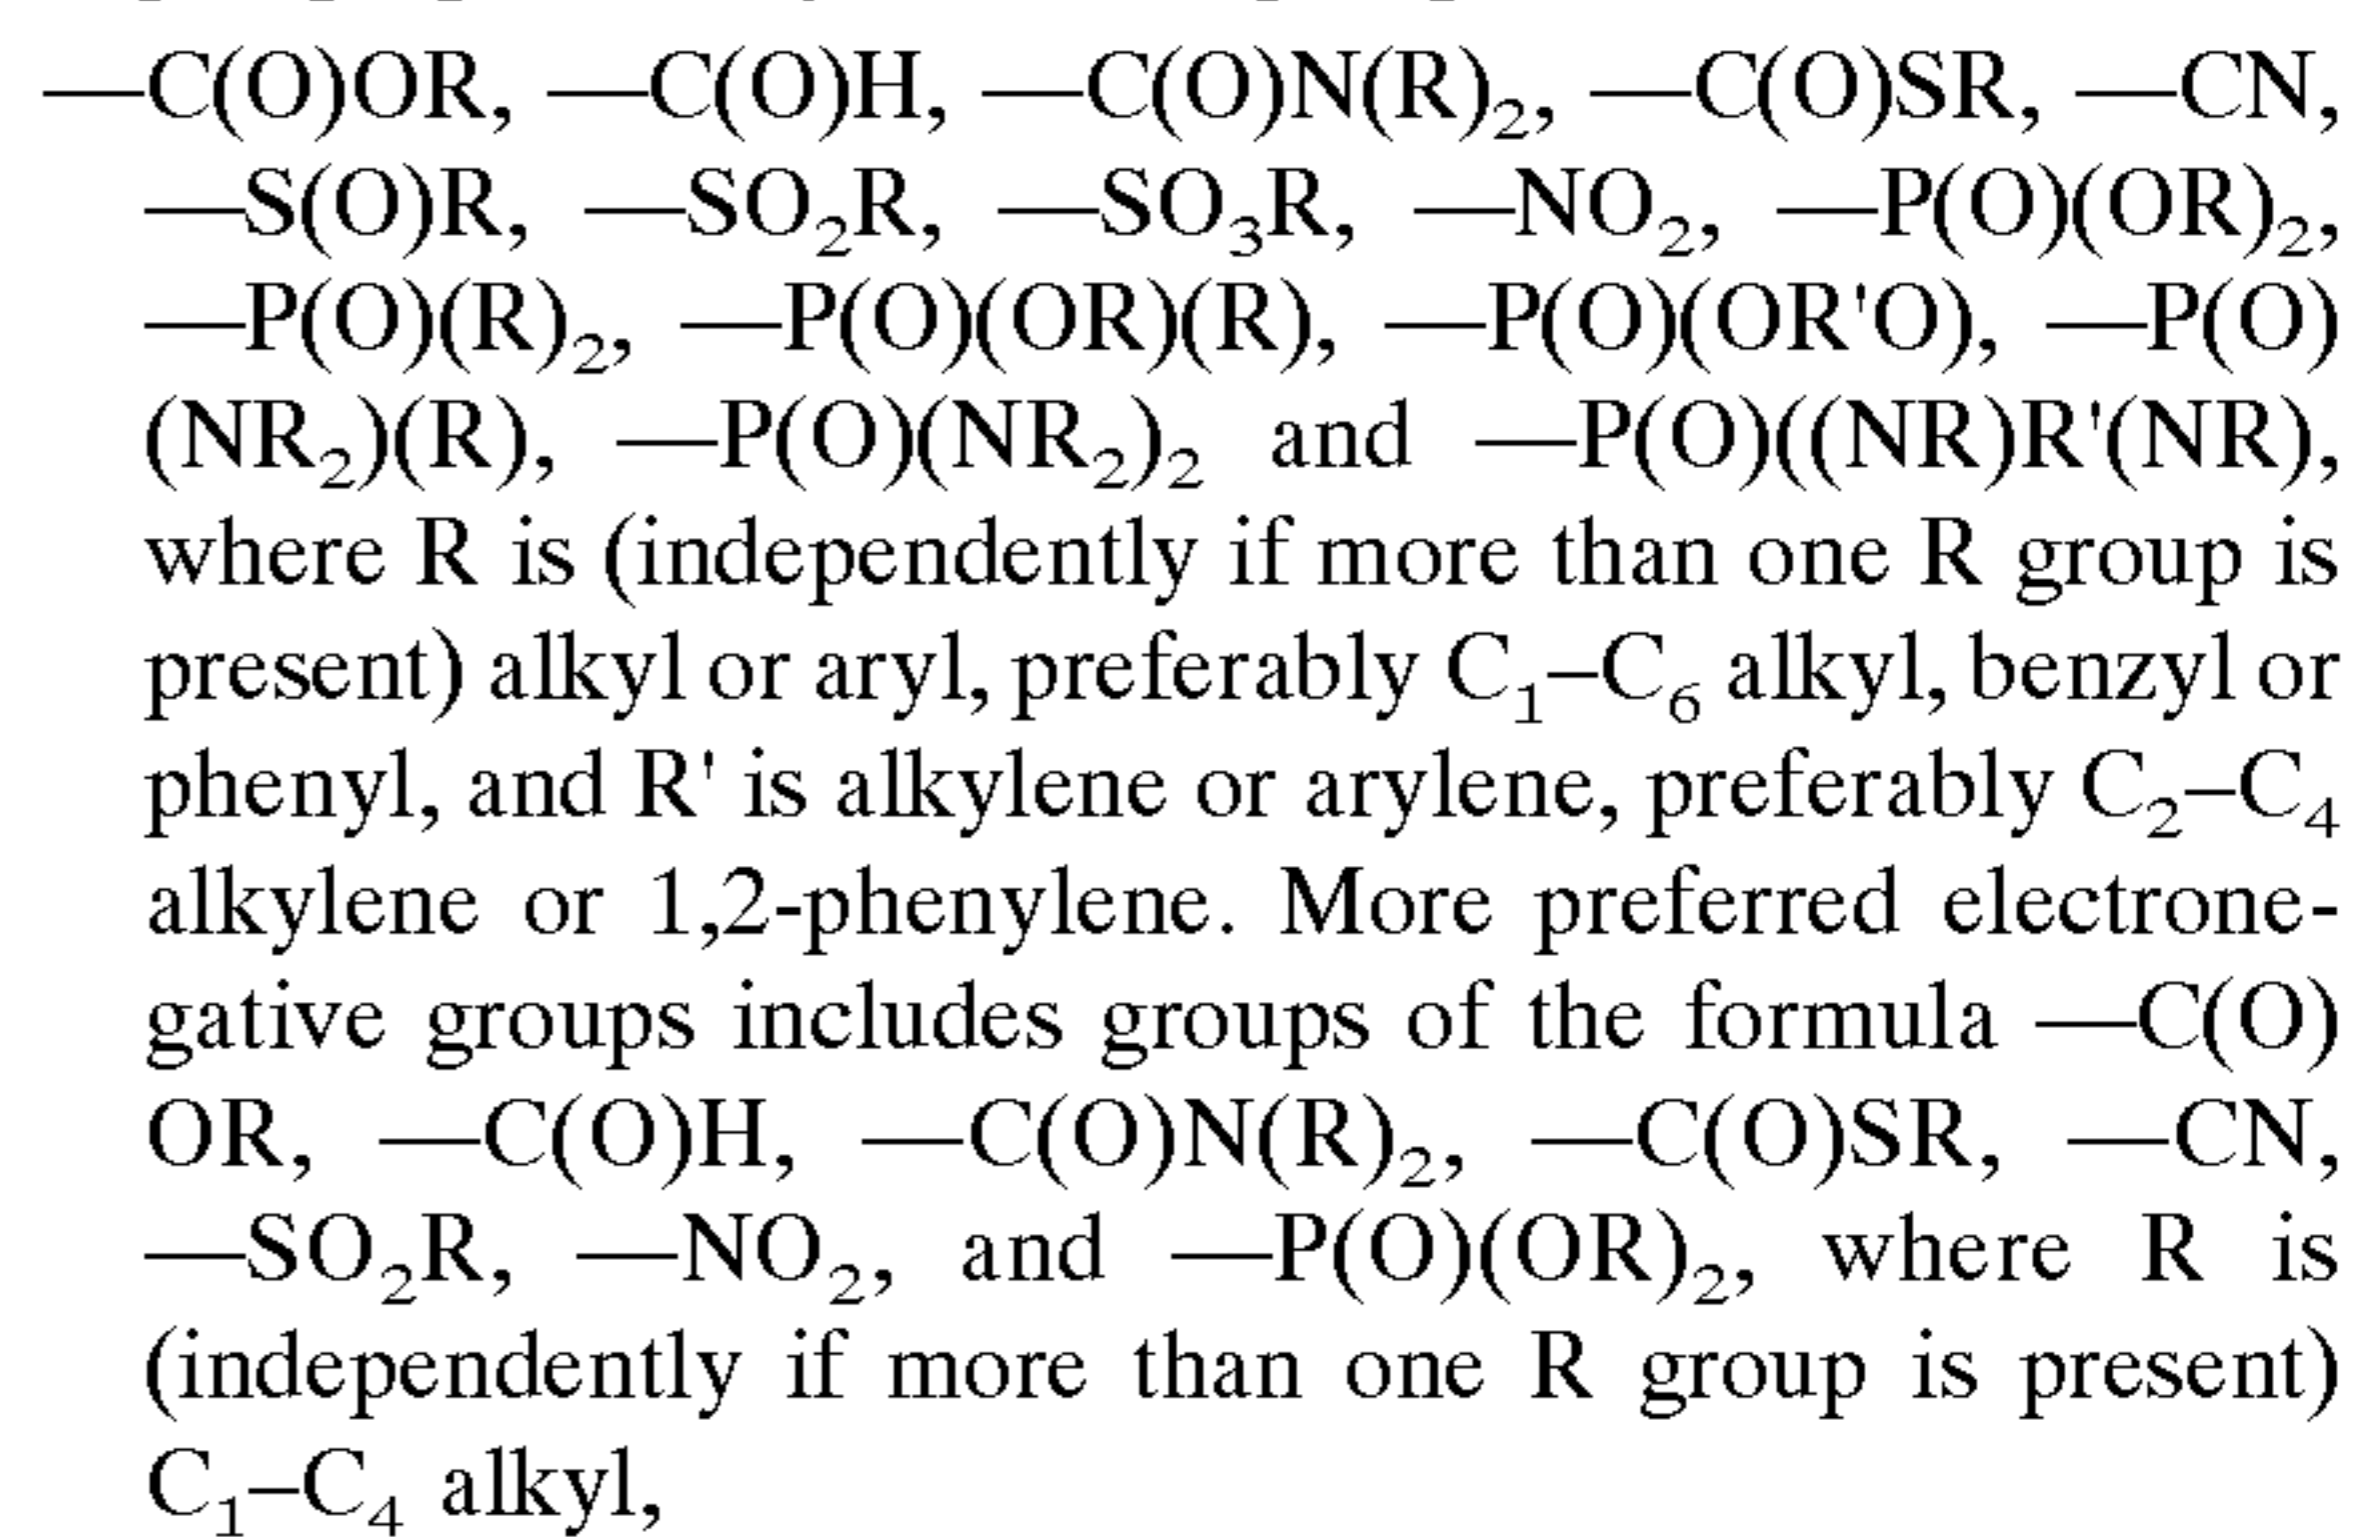 —C(O)OR, —C(O)H, —C(O)N(R)₂, —C(O)SR, —CN,
—S(O)R, —SO₂R, —SO₃R, —NO₂, —P(O)(OR)₂,
—P(O)(R)₂, —P(O)(OR)(R), —P(O)(OR'O), —P(O)
(NR₂)(R), —P(O)(NR₂)₂ and —P(O)((NR)R'(NR),
where R is (independently if more than one R group is
present) alkyl or aryl, preferably C₁–C₆ alkyl, benzyl or
phenyl, and R' is alkylene or arylene, preferably C₂–C₄
alkylene or 1,2-phenylene. More preferred electrone-
gative groups includes groups of the formula —C(O)
OR, —C(O)H, —C(O)N(R)₂, —C(O)SR, —CN,
—SO₂R, —NO₂, and —P(O)(OR)₂, where R is
(independently if more than one R group is present)
C₁–C₄ alkyl,